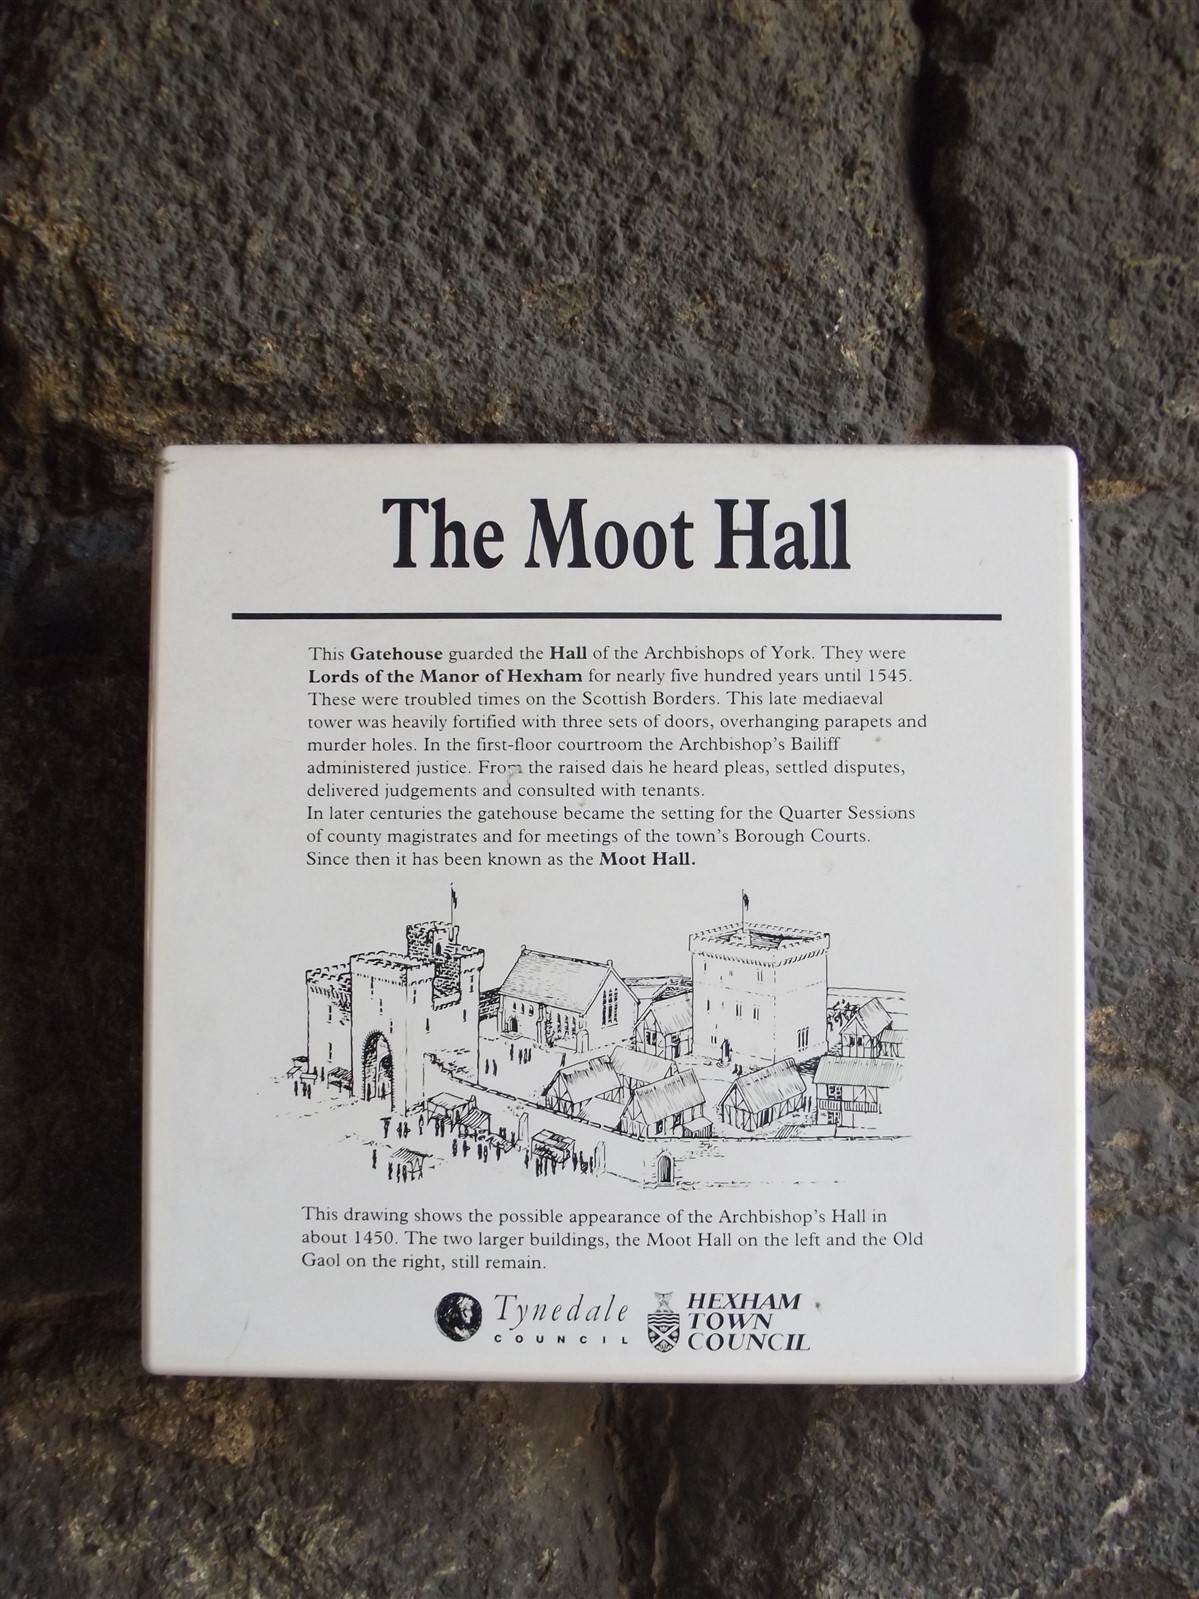 The Moot Hall
This Gatehouse guarded the Hall of the Archbishops of York. They were
Lords of the Manor of Hexham for nearly five hundred years until 1545.
These were troubled times on the Scottish Borders. This late mediaeval
tower was heavily fortified with three sets of doors, overhanging parapets and
murder holes. In the first-floor courtroom the Archbishop's Bailiff
administered justice. From the raised dais he heard pleas, settled disputes,
delivered judgements and consulted with tenants.
In later centuries the gatehouse became the setting for the Quarter Sessions
of county magistrates and for meetings of the town's Borough Courts.
Since then it has been known as the Moot Hall.
This drawing shows the possible appearance of the Archbishop's Hall in
about 1450. The two larger buildings, the Moot Hall on the left and the Old
Gaol on the right, still remain.
Tynedale
COUNCIL
HEXHAM
TOWN
COUNCIL